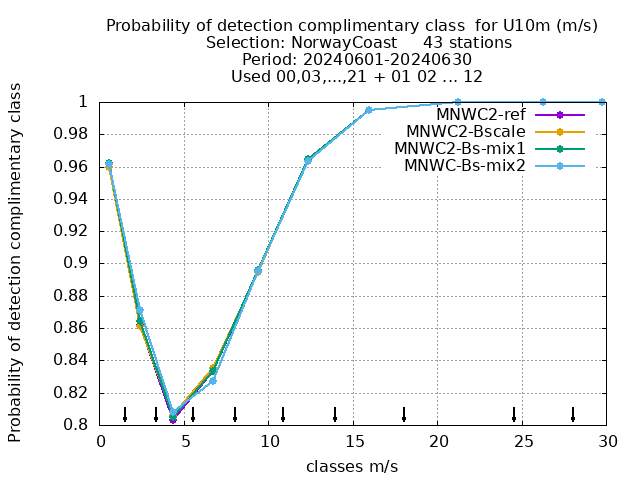 Probability of detection complimentary class  for U10m (m/s)
Selection: NorwayCoast     43 stations
Period: 20240601-20240630
Used 00,03,...,21 + 01 02 ... 12
Probability of detection complimentary class
1
0.98
0.96
0.94
0.92
0.9
0.88
0.86
0.84
0.82
0.8
MNWC2-ref
MNWC2-Bscale
MNWC2-Bs-mix1
MNWC-Bs-mix2
0 5 10 15 20 25 30
classes m/s